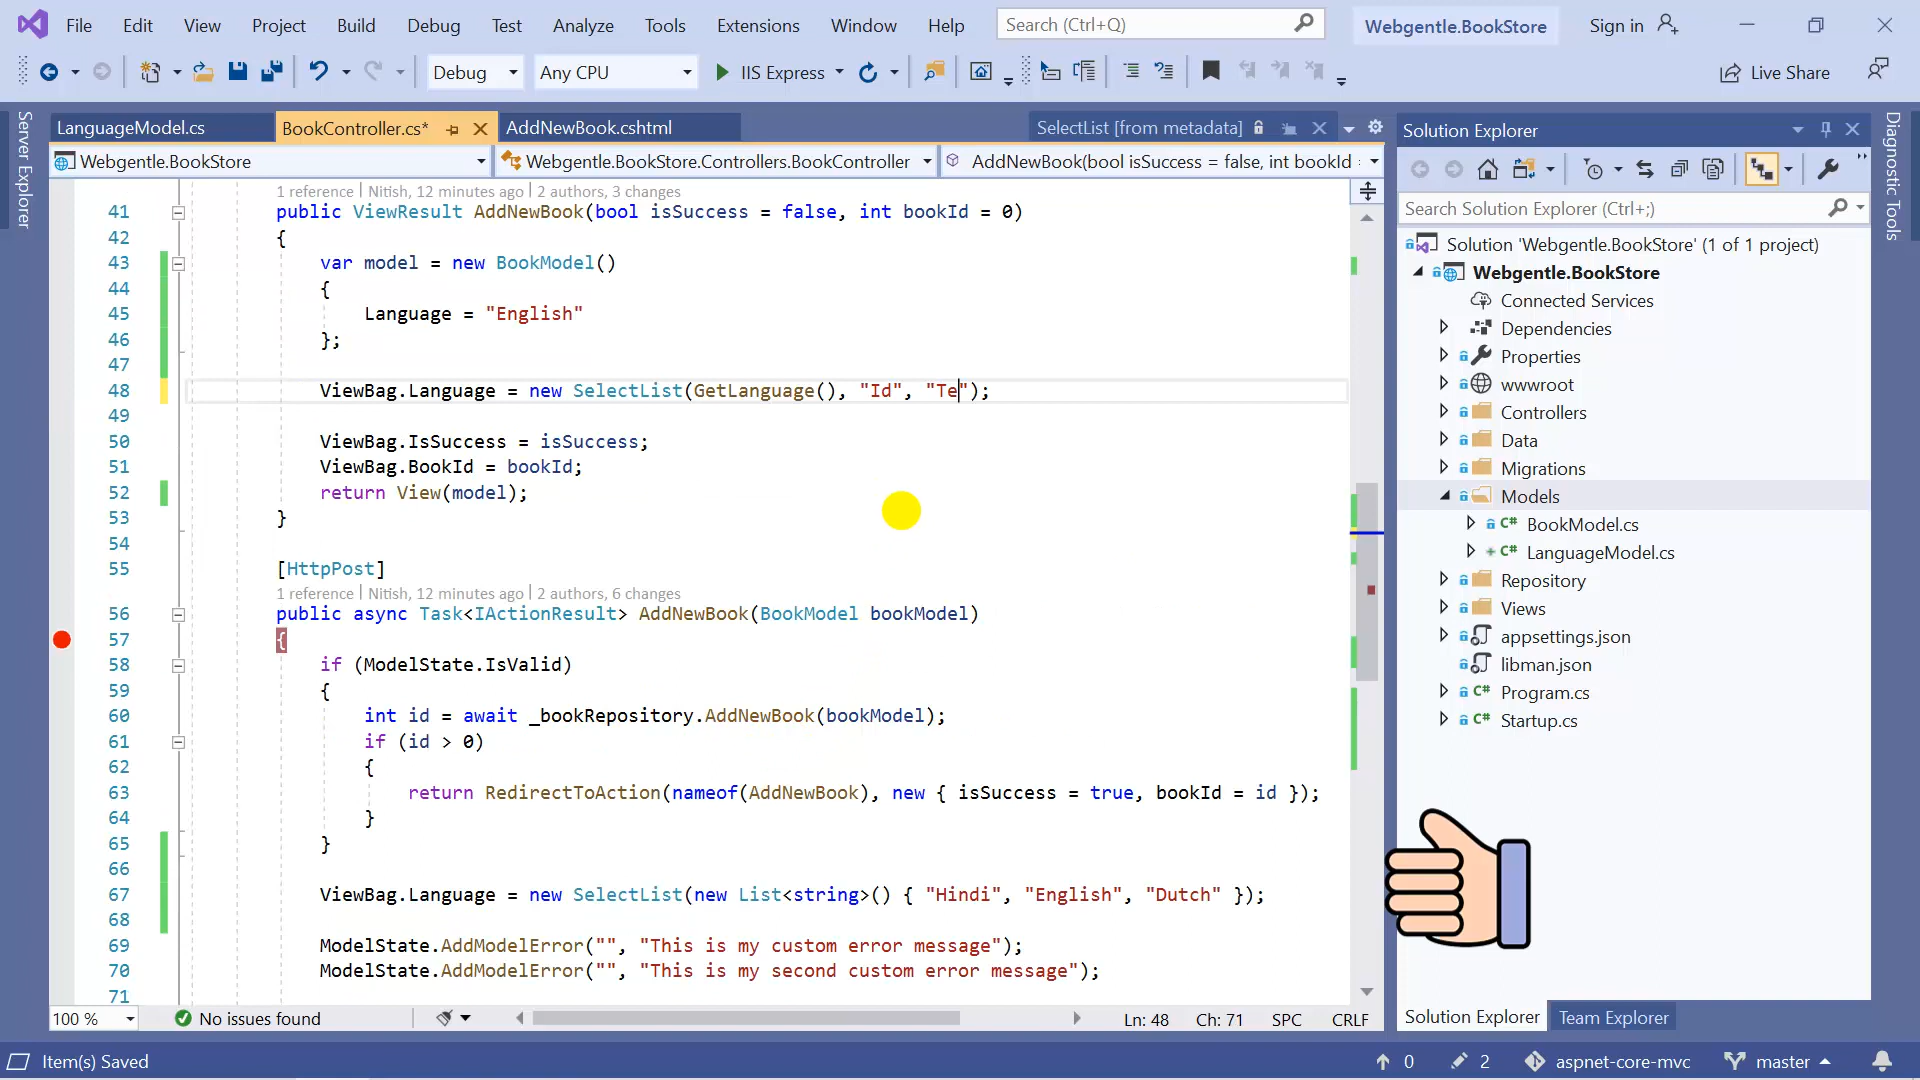 File Edit View Project Build Debug Test Analyze Tools Extensions Window Help Search (Ctrl+Q) Webgentle.BookStore Sign in
Debug Any CPU IIS Express Live Share
Server Explorer
LanguageModel.cs BookController.cs* AddNewBook.cshtml SelectList [from metadata]
Webgentle.BookStore Webgentle.BookStore.Controllers.BookController AddNewBook(bool isSuccess = false, int bookId
1 reference | Nitish, 12 minutes ago | 2 authors, 3 changes
41 public ViewResult AddNewBook(bool isSuccess = false, int bookId = 0)
42 {
43 var model = new BookModel()
44 {
45 Language = "English"
46 };
47
48 ViewBag.Language = new SelectList(GetLanguage(), "Id", "Te");
49
50 ViewBag.IsSuccess = isSuccess;
51 ViewBag.BookId = bookId;
52 return View(model);
53 }
54
55 [HttpPost]
1 reference | Nitish, 12 minutes ago | 2 authors, 6 changes
56 public async Task<IActionResult> AddNewBook(BookModel bookModel)
57 {
58 if (ModelState.IsValid)
59 {
60 int id = await _bookRepository.AddNewBook(bookModel);
61 if (id > 0)
62 {
63 return RedirectToAction(nameof(AddNewBook), new { isSuccess = true, bookId = id });
64 }
65 }
66
67 ViewBag.Language = new SelectList(new List<string>() { "Hindi", "English", "Dutch" });
68
69 ModelState.AddModelError("", "This is my custom error message");
70 ModelState.AddModelError("", "This is my second custom error message");
71
100 % No issues found Ln: 48 Ch: 71 SPC CRLF
Solution Explorer
Search Solution Explorer (Ctrl+;)
Solution 'Webgentle.BookStore' (1 of 1 project)
Webgentle.BookStore
Connected Services
Dependencies
Properties
wwwroot
Controllers
Data
Migrations
Models
C# BookModel.cs
C# LanguageModel.cs
Repository
Views
appsettings.json
libman.json
C# Program.cs
C# Startup.cs
Solution Explorer Team Explorer
Diagnostic Tools
Item(s) Saved 0 2 aspnet-core-mvc master